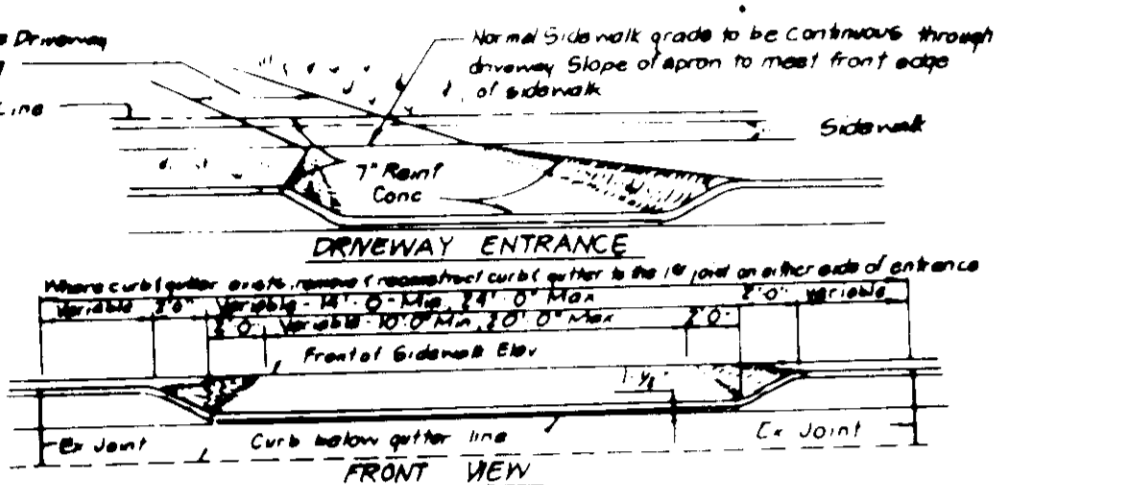 Driveway
Line
Normal Sidewalk grade to be continuous through
driveway Slope of apron to meet front edge
of sidewalk
Sidewalk
7" Reinf
Conc
DRIVEWAY ENTRANCE
Where curb & gutter exists, remove & reconstruct curb & gutter to the 1st joint on either side of entrance
Variable 2'0" Variable - 14'-0" Min, 24'-0" Max 2'0" variable
2'0" Variable - 10'0" Min, 20'0" Max 2'0"
Front of Sidewalk Elev
Ex Joint
Curb below gutter line
Ex Joint
FRONT VIEW